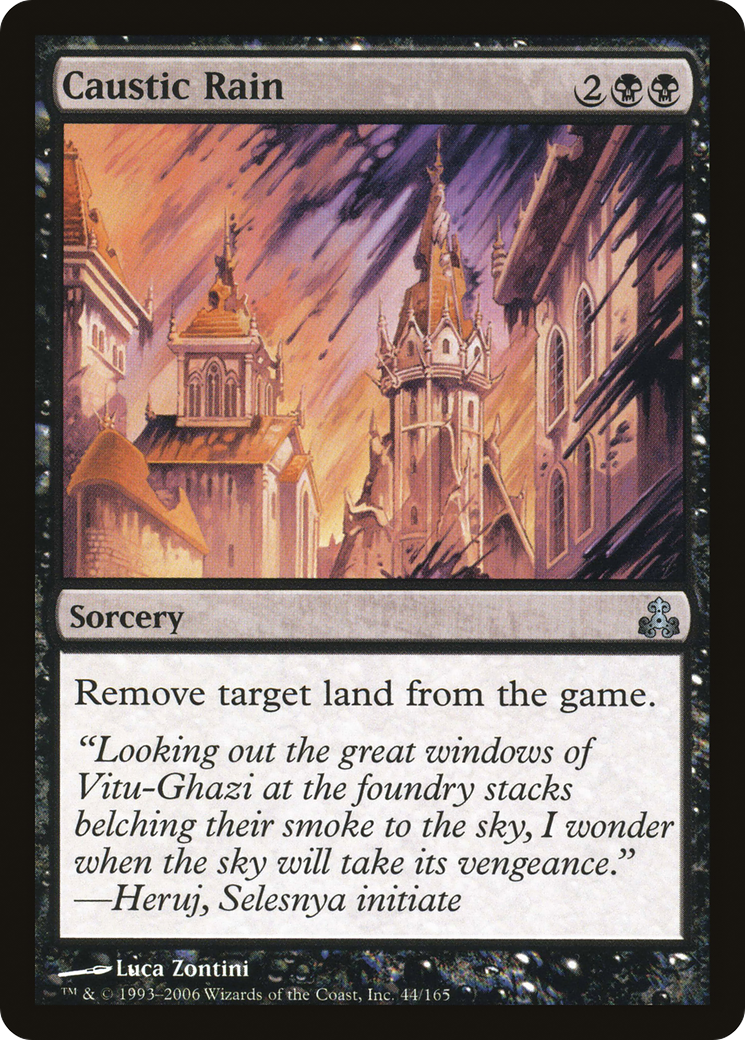 Caustic Rain 2
Sorcery
Remove target land from the game.
“Looking out the great windows of
Vitu-Ghazi at the foundry stacks
belching their smoke to the sky, I wonder
when the sky will take its vengeance.”
—Heruj, Selesnya initiate
Luca Zontini
™ & © 1993–2006 Wizards of the Coast, Inc. 44/165